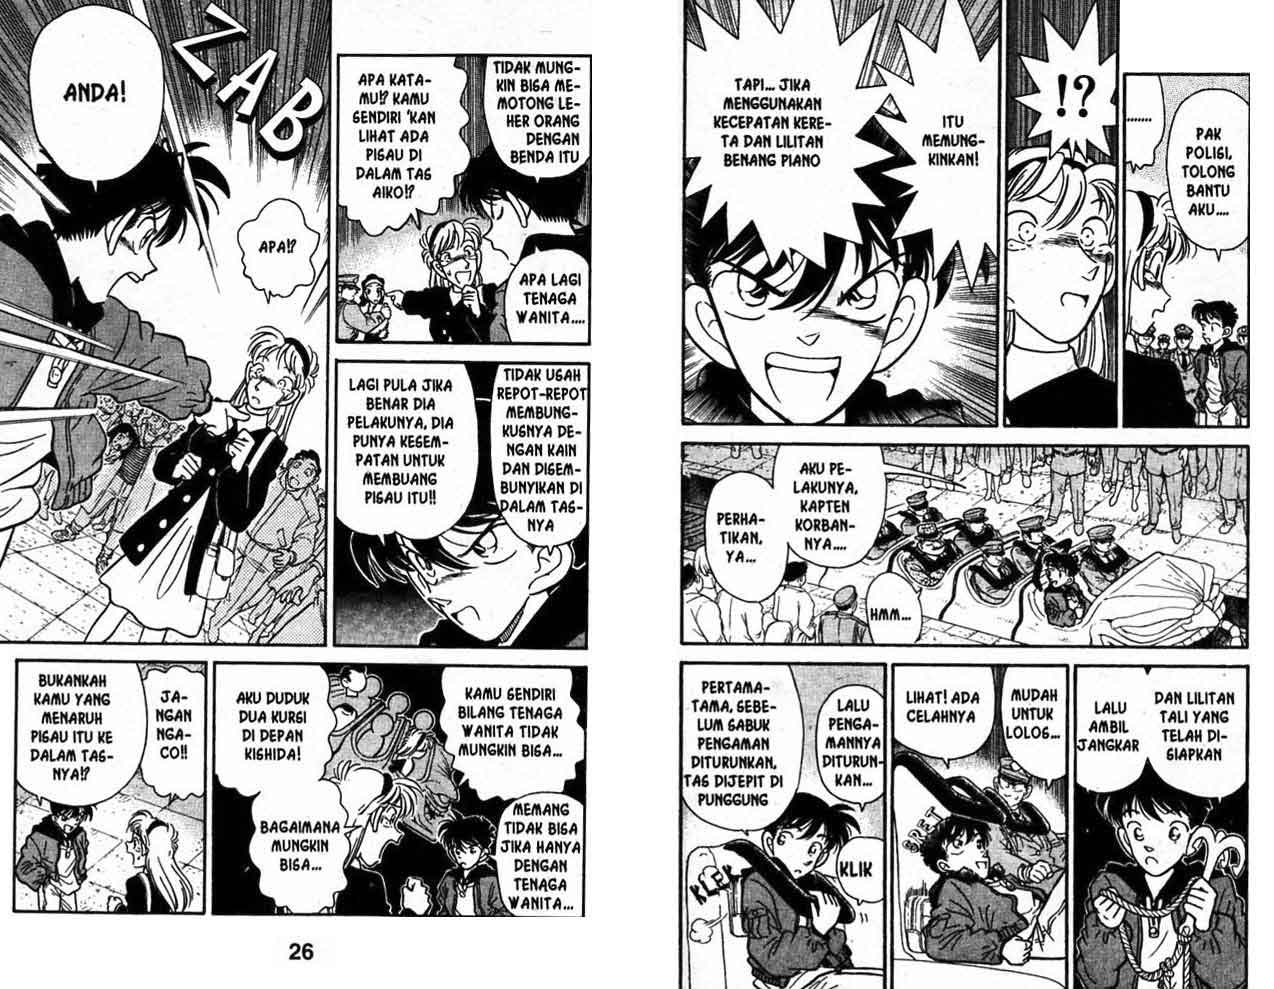 TIDAK MUNG-
KIN BISA ME-
MOTONG LE-
HER ORANG
DENGAN
BENDA ITU
APA LAGI
TENAGA
WANITA....
APA KATA-
MU!? KAMU
SENDIRI 'KAN
LIHAT ADA
PISAU DI
DALAM TAS
AIKO!?
TIDAK USAH
REPOT-REPOT
MEMBUNG-
KUSNYA DE-
NGAN KAIN
DAN DISEM-
BUNYIKAN DI
DALAM TAS-
NYA
LAGI PULA JIKA
BENAR DIA
PELAKUNYA, DIA
PUNYA KESEM-
PATAN UNTUK
MEMBUANG
PISAU ITU!!
ZAB
ANDA!
APA!?
KAMU SENDIRI
BILANG TENAGA
WANITA TIDAK
MUNGKIN BISA...
AKU DUDUK
DUA KURSI
DI DEPAN
KISHIDA!
BAGAIMANA
MUNGKIN
BISA...
MEMANG
TIDAK BISA
JIKA HANYA
DENGAN
TENAGA
WANITA...
JA-
NGAN
NGA-
CO!!
BUKANKAH
KAMU YANG
MENARUH
PISAU ITU KE
DALAM TAS-
NYA!?
26
PAK
POLISI,
TOLONG
BANTU
AKU....
........
!?
ITU
MEMUNG-
KINKAN!
TAPI... JIKA
MENGGUNAKAN
KECEPATAN KERE-
TA DAN LILITAN
BENANG PIANO
AKU PE-
LAKUNYA,
KAPTEN
KORBAN-
NYA....
PERHA-
TIKAN,
YA...
HMM...
DAN LILITAN
TALI YANG
TELAH DI-
SIAPKAN
LALU
AMBIL
JANGKAR
MUDAH
UNTUK
LOLOS...
LIHAT! ADA
CELAHNYA
SRET
LALU
PENGA-
MANNYA
DITURUN-
KAN...
PERTAMA-
TAMA, SEBE-
LUM SABUK
PENGAMAN
DITURUNKAN,
TAS DIJEPIT DI
PUNGGUNG
KLIK
KLEK